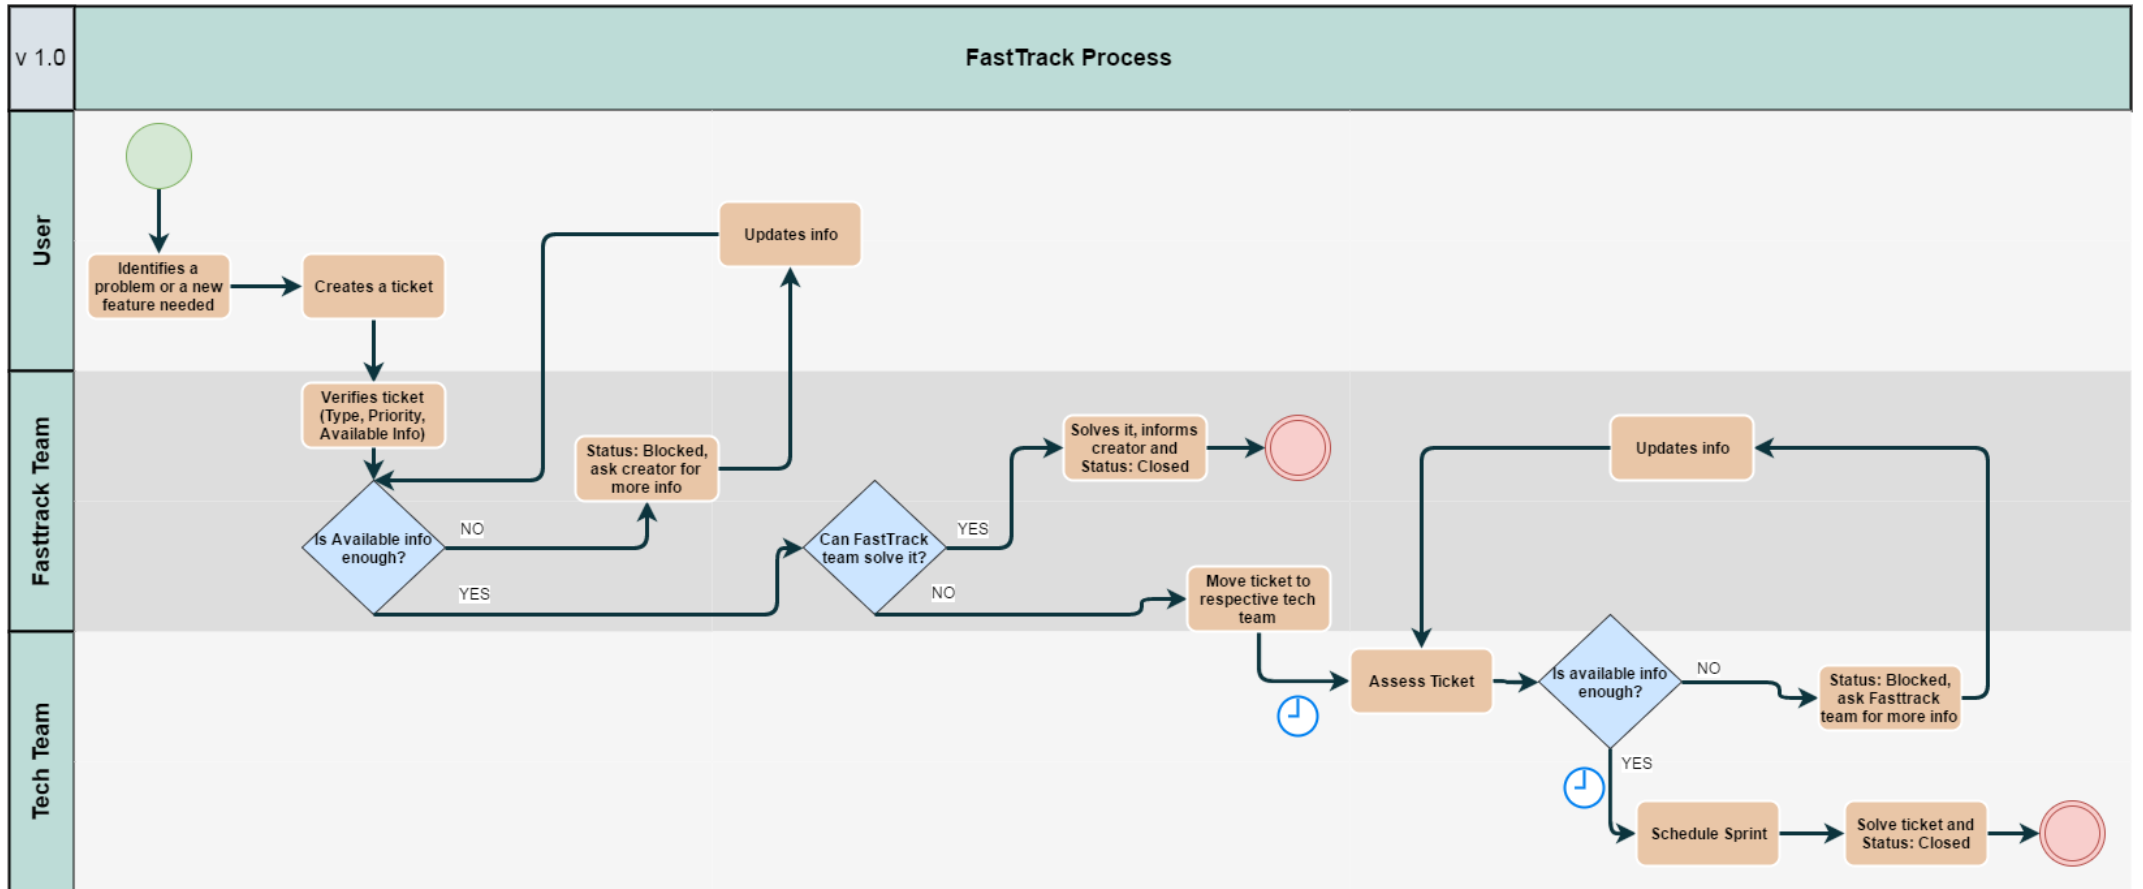 v 1.0
FastTrack Process
User
Identifies a
problem or a new
feature needed
Creates a ticket
Updates info
Fasttrack Team
Verifies ticket
(Type, Priority,
Available Info)
Is Available info
enough?
NO
YES
Status: Blocked,
ask creator for
more info
Can FastTrack
team solve it?
YES
NO
Solves it, informs
creator and
Status: Closed
Move ticket to
respective tech
team
Updates info
Tech Team
Assess Ticket
Is available info
enough?
NO
YES
Status: Blocked,
ask Fasttrack
team for more info
Schedule Sprint
Solve ticket and
Status: Closed